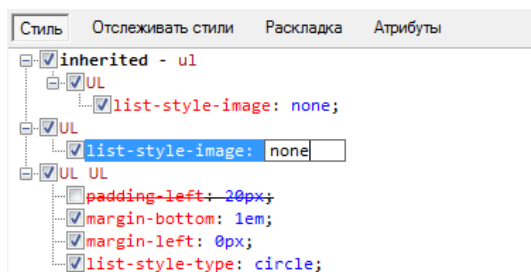 Стиль Отслеживать стили Раскладка Атрибуты
inherited - ul
UL
list-style-image: none;
UL
list-style-image: none
UL UL
padding-left: 20px;
margin-bottom: 1em;
margin-left: 0px;
list-style-type: circle;